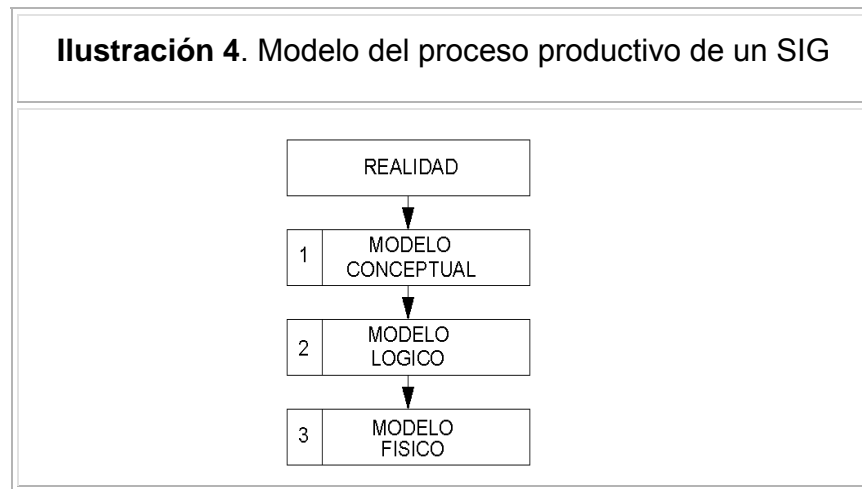 Ilustración 4. Modelo del proceso productivo de un SIG
REALIDAD
1
MODELO
CONCEPTUAL
2
MODELO
LOGICO
3
MODELO
FISICO